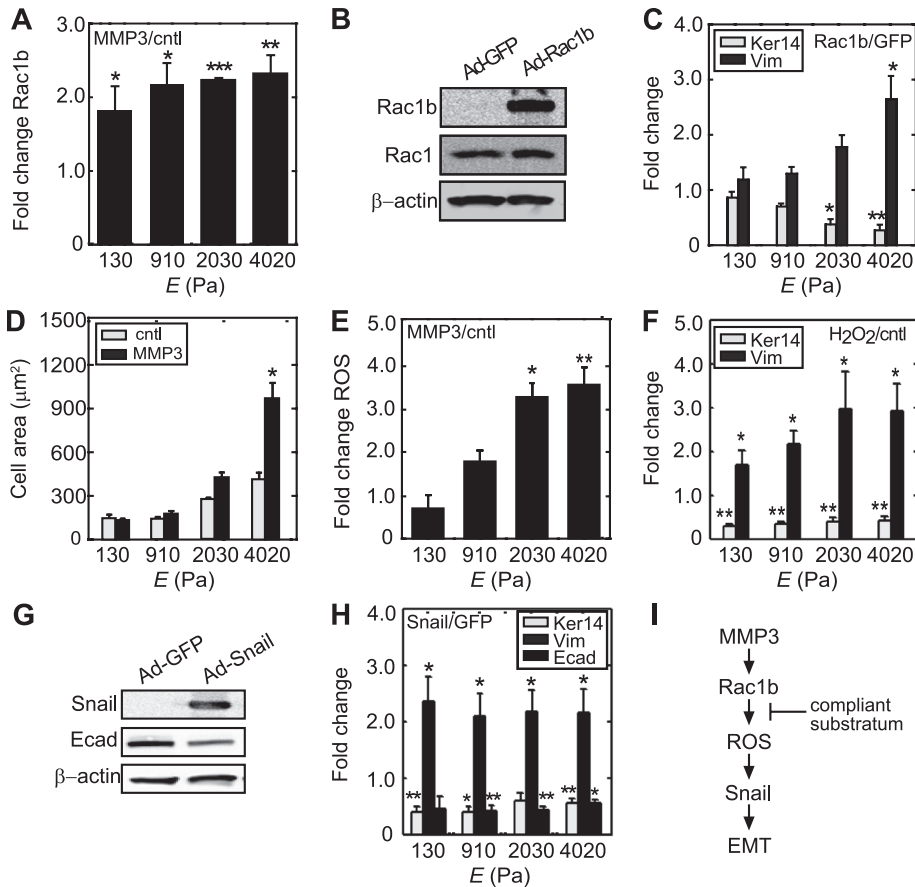 A
MMP3/cntl
Fold change Rac1b
3.0
2.0
1.0
0
*
*
***
**
130 910 2030 4020
E (Pa)
B
Ad-GFP
Ad-Rac1b
Rac1b
Rac1
β–actin
C
Ker14
Vim
Rac1b/GFP
Fold change
4.0
3.0
2.0
1.0
0
*
**
*
130 910 2030 4020
E (Pa)
D
cntl
MMP3
Cell area (µm²)
1500
1200
900
600
300
0
*
130 910 2030 4020
E (Pa)
E
MMP3/cntl
Fold change ROS
5.0
4.0
3.0
2.0
1.0
0
*
**
130 910 2030 4020
E (Pa)
F
Ker14
Vim
H₂O₂/cntl
Fold change
5.0
4.0
3.0
2.0
1.0
0
** *
** *
** *
** *
130 910 2030 4020
E (Pa)
G
Ad-GFP
Ad-Snail
Snail
Ecad
β–actin
H
Snail/GFP
Ker14
Vim
Ecad
Fold change
4.0
3.0
2.0
1.0
0
** *
* * **
* **
** * *
130 910 2030 4020
E (Pa)
I
MMP3
Rac1b
compliant
substratum
ROS
Snail
EMT